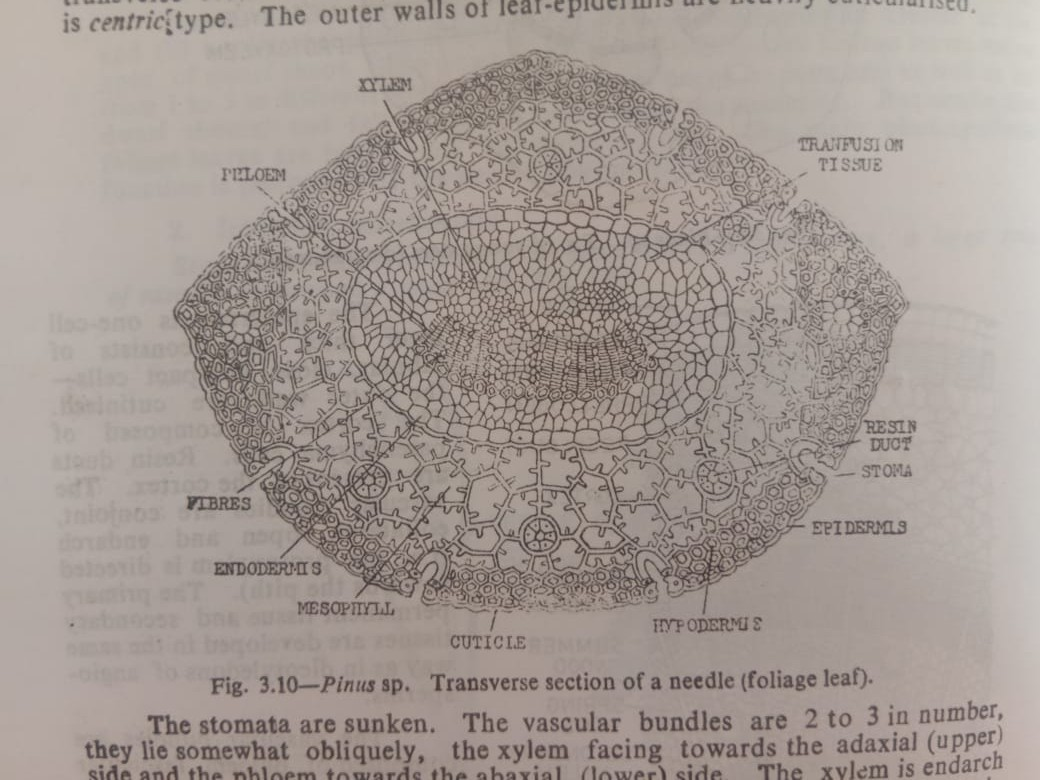 is centric type. The outer walls of leaf-epidermis are heavily cuticularised.
XYLEM
TRANFUSION
TISSUE
PHLOEM
RESIN
DUCT
STOMA
FIBRES
EPIDERMIS
ENDODERMIS
MESOPHYLL
HYPODERMIS
CUTICLE
Fig. 3.10—Pinus sp. Transverse section of a needle (foliage leaf).
The stomata are sunken. The vascular bundles are 2 to 3 in number,
they lie somewhat obliquely, the xylem facing towards the adaxial (upper)
side and the phloem towards the abaxial (lower) side. The xylem is endarch